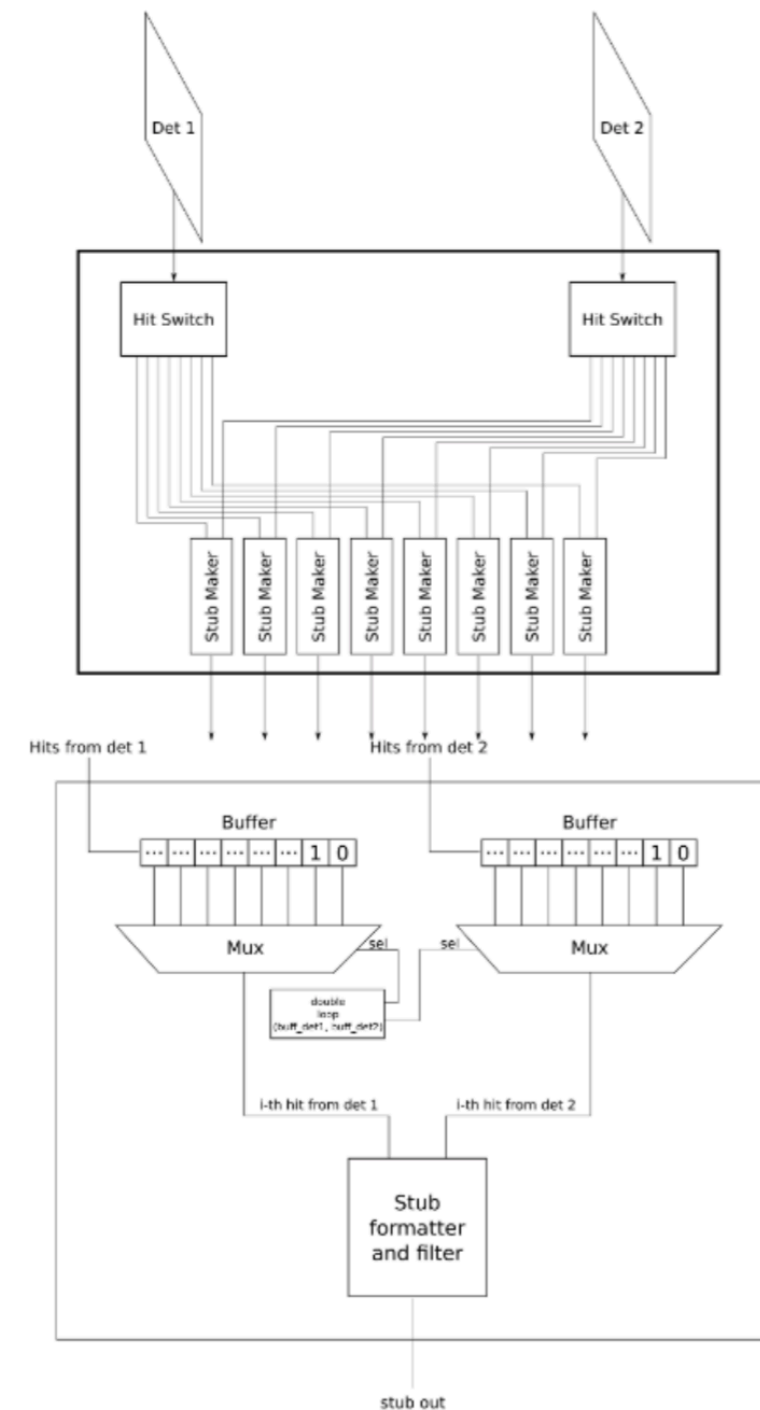 Det 1
Det 2
Hit Switch
Hit Switch
Stub Maker
Stub Maker
Stub Maker
Stub Maker
Stub Maker
Stub Maker
Stub Maker
Stub Maker
Hits from det 1
Hits from det 2
Buffer
Buffer
... ... ... ... ... ... 1 0
... ... ... ... ... ... 1 0
Mux
sel
sel
Mux
double
loop
(buff_det1, buff_det2)
i-th hit from det 1
i-th hit from det 2
Stub
formatter
and filter
stub out